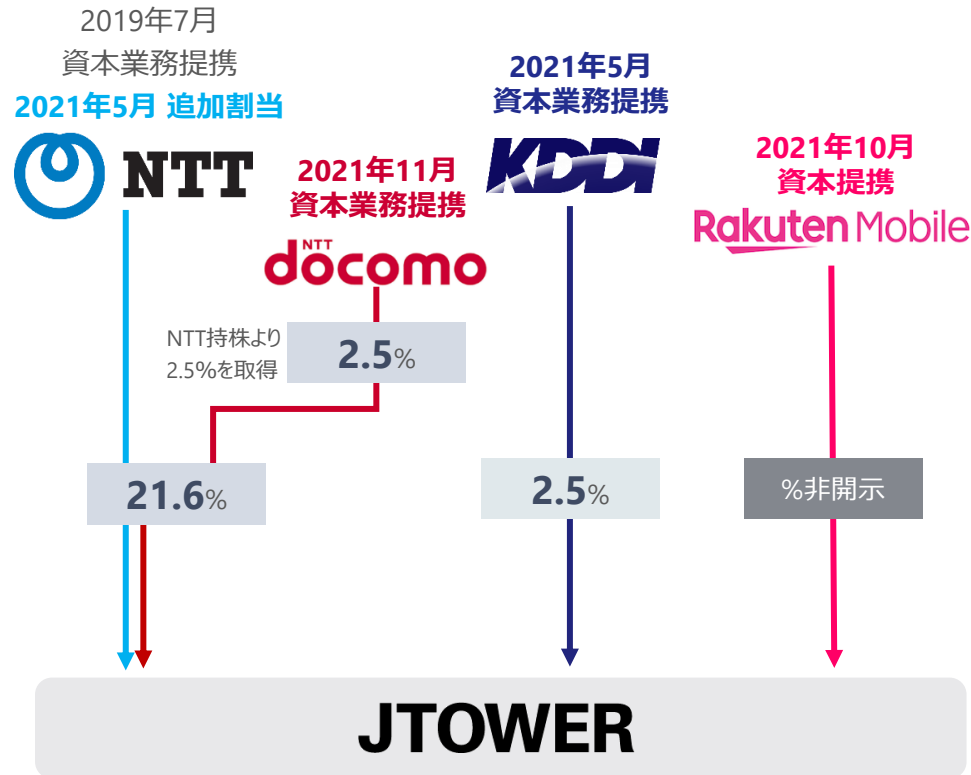 2019年7月
資本業務提携
2021年5月 追加割当
NTT
2021年11月
資本業務提携
NTT
docomo
NTT持株より
2.5%を取得
2.5%
21.6%
2021年5月
資本業務提携
KDDI
2.5%
2021年10月
資本提携
Rakuten Mobile
%非開示
JTOWER